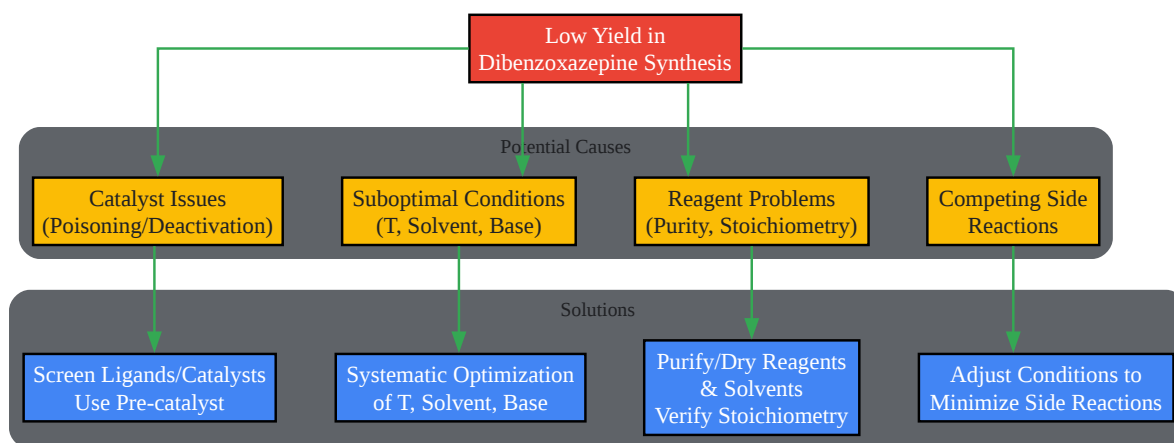 Low Yield in
Dibenzoxazepine Synthesis
Potential Causes
Catalyst Issues
(Poisoning/Deactivation)
Suboptimal Conditions
(T, Solvent, Base)
Reagent Problems
(Purity, Stoichiometry)
Competing Side
Reactions
Solutions
Screen Ligands/Catalysts
Use Pre-catalyst
Systematic Optimization
of T, Solvent, Base
Purify/Dry Reagents
& Solvents
Verify Stoichiometry
Adjust Conditions to
Minimize Side Reactions